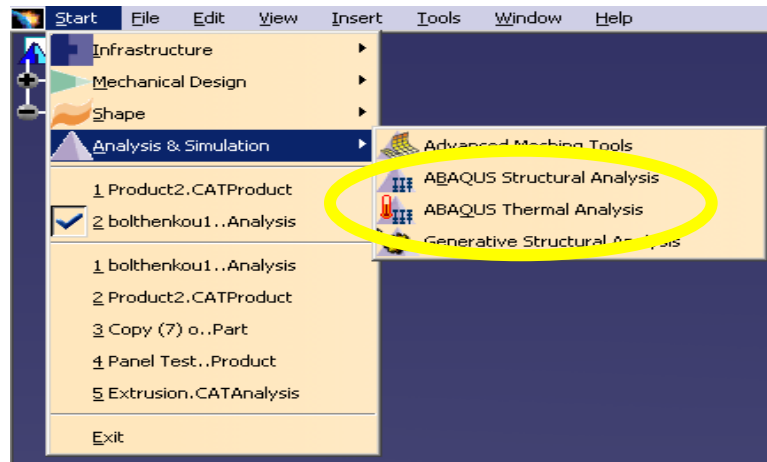 Start File Edit View Insert Tools Window Help
Infrastructure
Mechanical Design
Shape
Analysis & Simulation
Advanced Meshing Tools
ABAQUS Structural Analysis
ABAQUS Thermal Analysis
Generative Structural Analysis
1 Product2.CATProduct
2 bolthenkou1..Analysis
1 bolthenkou1..Analysis
2 Product2.CATProduct
3 Copy (7) o..Part
4 Panel Test..Product
5 Extrusion.CATAnalysis
Exit